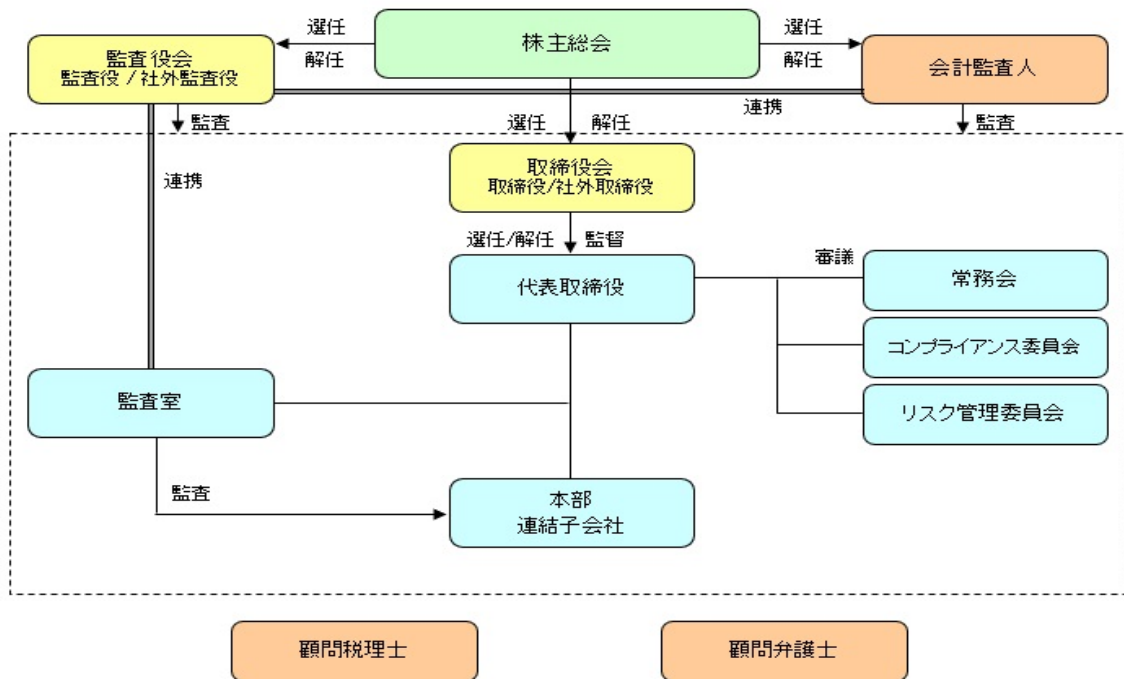 選任
株主総会
選任
監査役会
監査役/社外監査役
解任
解任
会計監査人
連携
監査
選任
解任
監査
取締役会
取締役/社外取締役
連携
選任/解任
監督
審議
代表取締役
常務会
コンプライアンス委員会
監査室
リスク管理委員会
監査
本部
連結子会社
顧問税理士
顧問弁護士